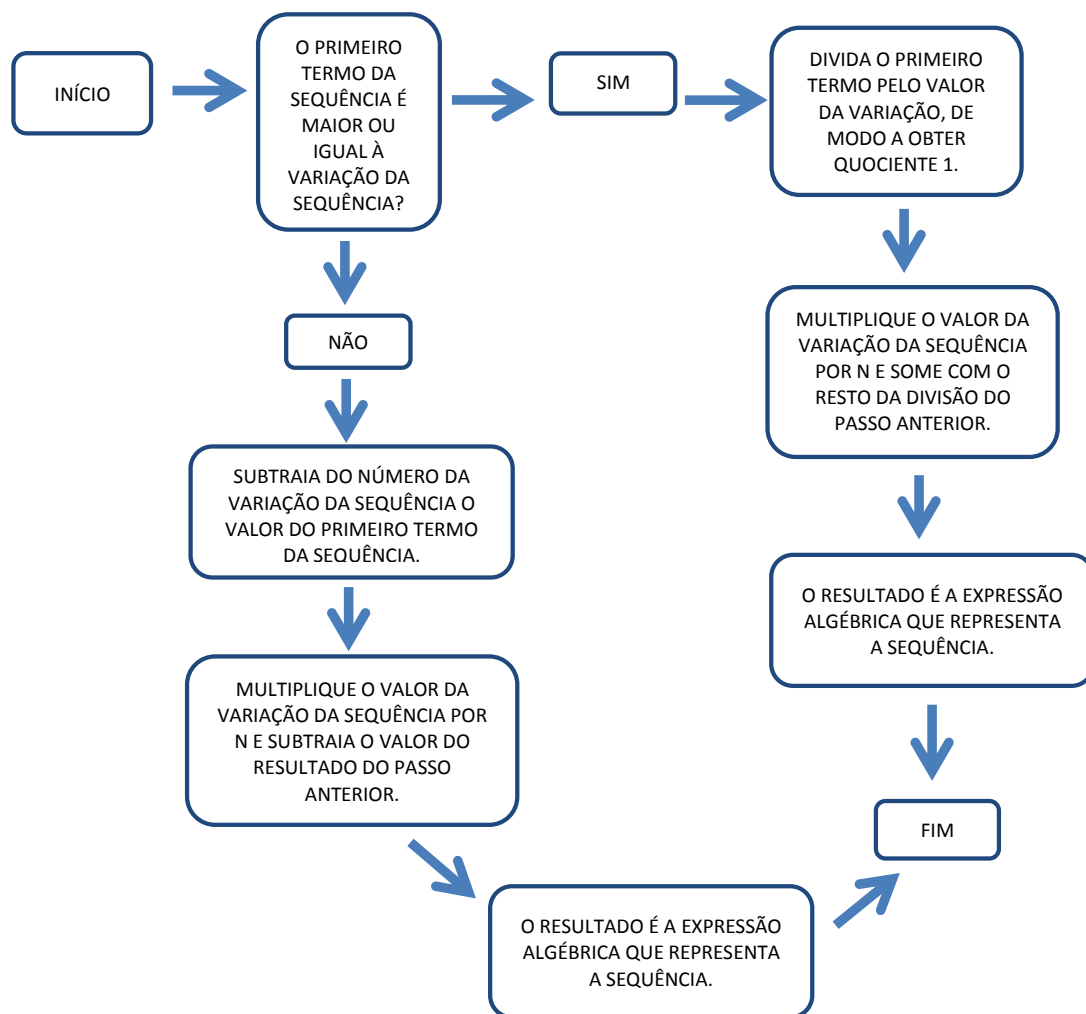 INÍCIO
O PRIMEIRO
TERMO DA
SEQUÊNCIA É
MAIOR OU
IGUAL À
VARIAÇÃO DA
SEQUÊNCIA?
SIM
DIVIDA O PRIMEIRO
TERMO PELO VALOR
DA VARIAÇÃO, DE
MODO A OBTER
QUOCIENTE 1.
MULTIPLIQUE O VALOR DA
VARIAÇÃO DA SEQUÊNCIA
POR N E SOME COM O
RESTO DA DIVISÃO DO
PASSO ANTERIOR.
O RESULTADO É A EXPRESSÃO
ALGÉBRICA QUE REPRESENTA
A SEQUÊNCIA.
NÃO
SUBTRAIA DO NÚMERO DA
VARIAÇÃO DA SEQUÊNCIA O
VALOR DO PRIMEIRO TERMO
DA SEQUÊNCIA.
MULTIPLIQUE O VALOR DA
VARIAÇÃO DA SEQUÊNCIA POR
N E SUBTRAIA O VALOR DO
RESULTADO DO PASSO
ANTERIOR.
O RESULTADO É A EXPRESSÃO
ALGÉBRICA QUE REPRESENTA
A SEQUÊNCIA.
FIM